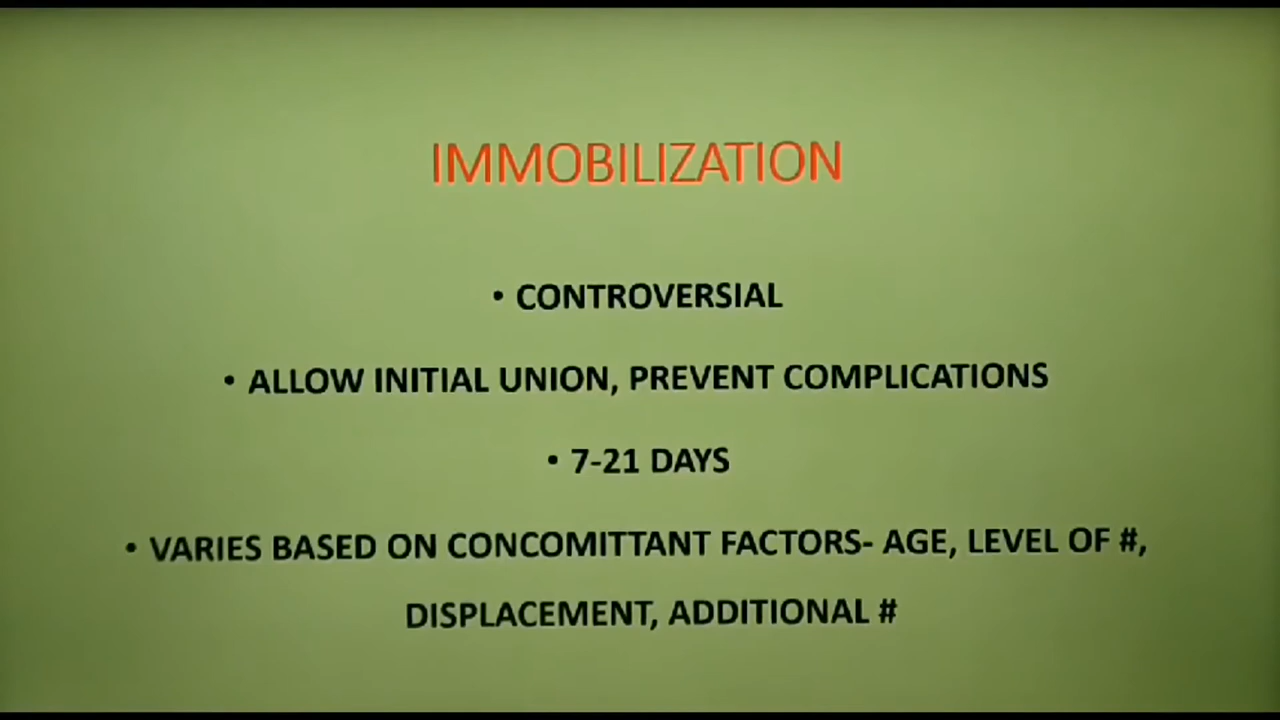 IMMOBILIZATION
• CONTROVERSIAL
• ALLOW INITIAL UNION, PREVENT COMPLICATIONS
• 7-21 DAYS
• VARIES BASED ON CONCOMITTANT FACTORS- AGE, LEVEL OF #,
DISPLACEMENT, ADDITIONAL #